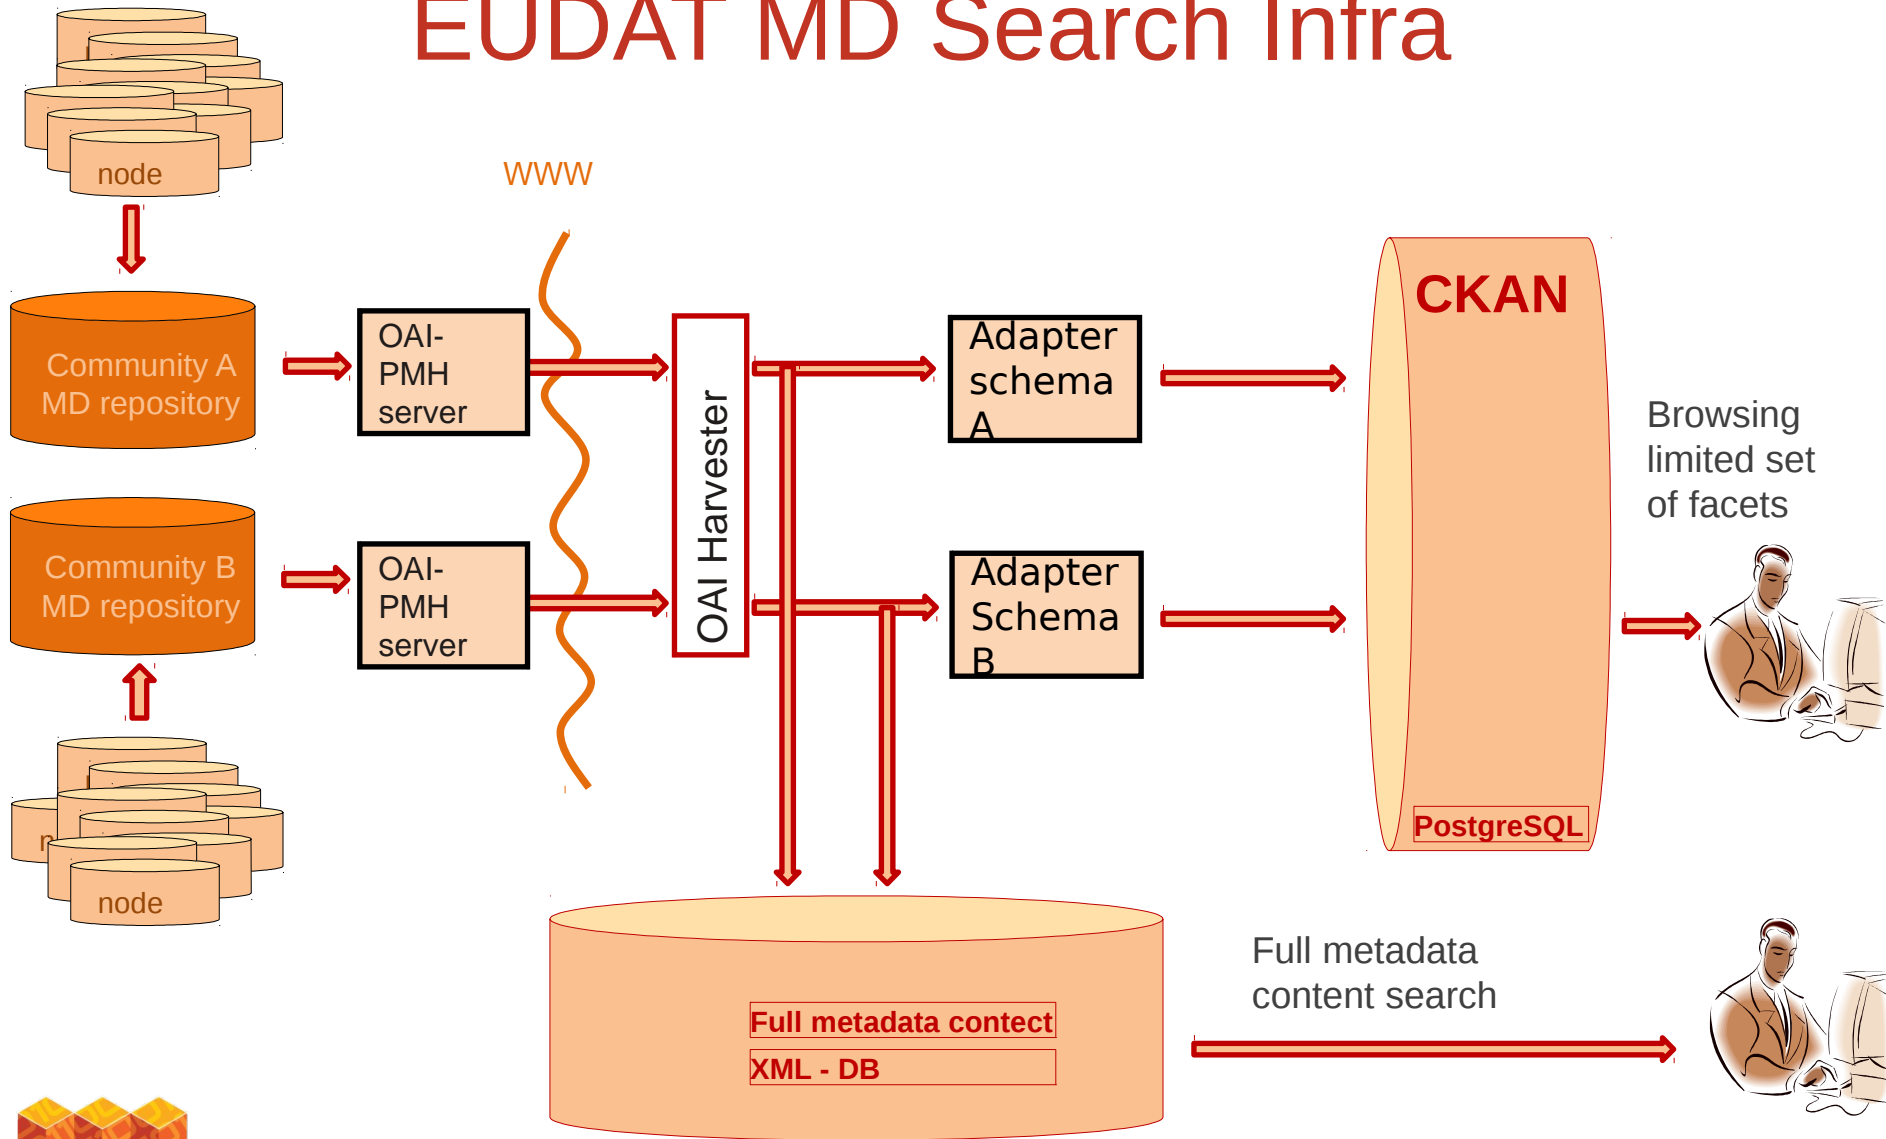 EUDAT MD Search Infra
node
WWW
Community A
MD repository
OAI-
PMH
server
OAI Harvester
Adapter
schema
A
CKAN
Browsing
limited set
of facets
Community B
MD repository
OAI-
PMH
server
Adapter
Schema
B
PostgreSQL
node
Full metadata
content search
Full metadata contect
XML - DB